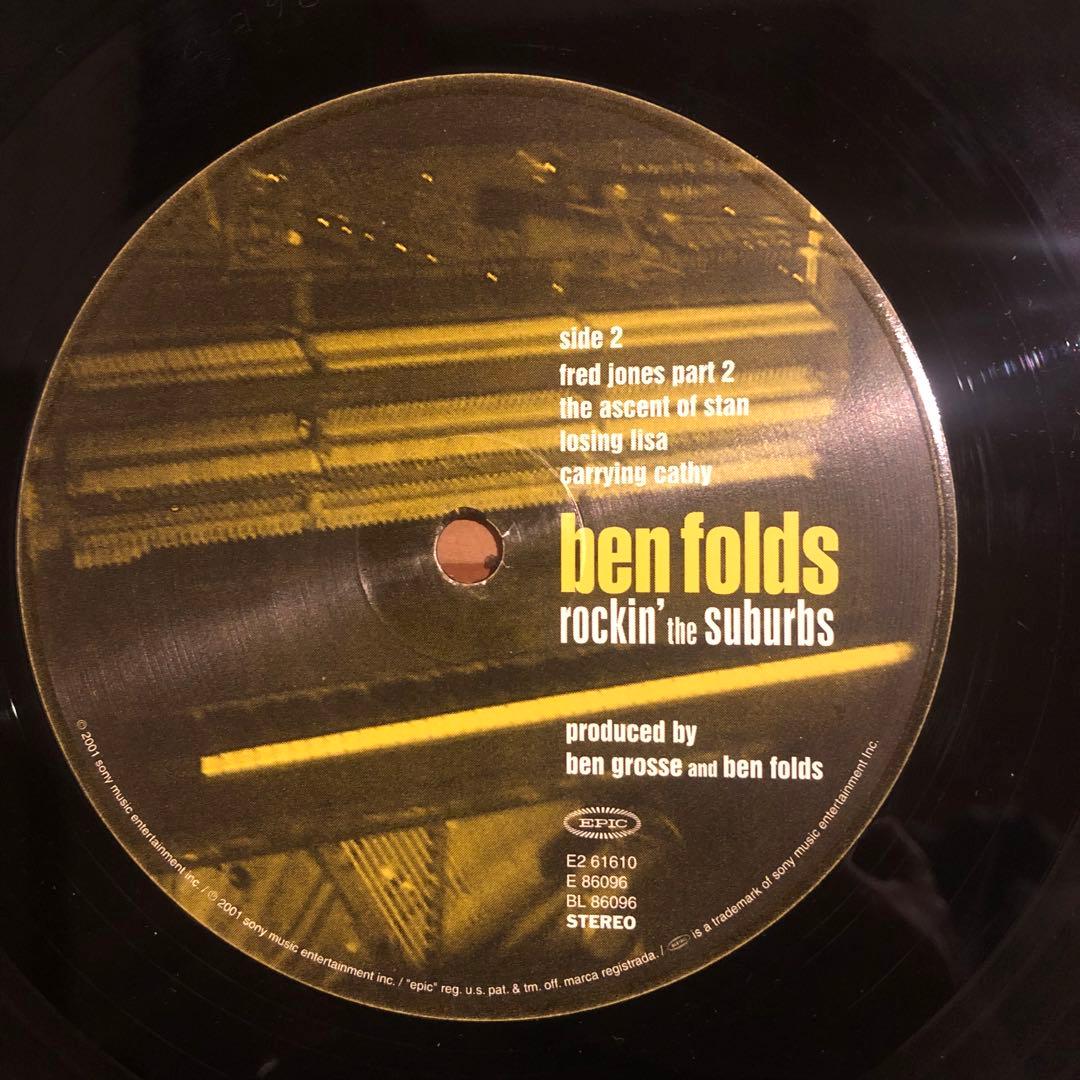 side 2
fred jones part 2
the ascent of stan
losing lisa
carrying cathy
ben folds
rockin' the suburbs
produced by
ben grosse and ben folds
EPIC
E2 61610
E 86096
BL 86096
STEREO
© 2001 sony music entertainment inc. / ℗ 2001 sony music entertainment inc. / "epic" reg. u.s. pat. & tm. off. marca registrada. / EPIC is a trademark of sony music entertainment inc.